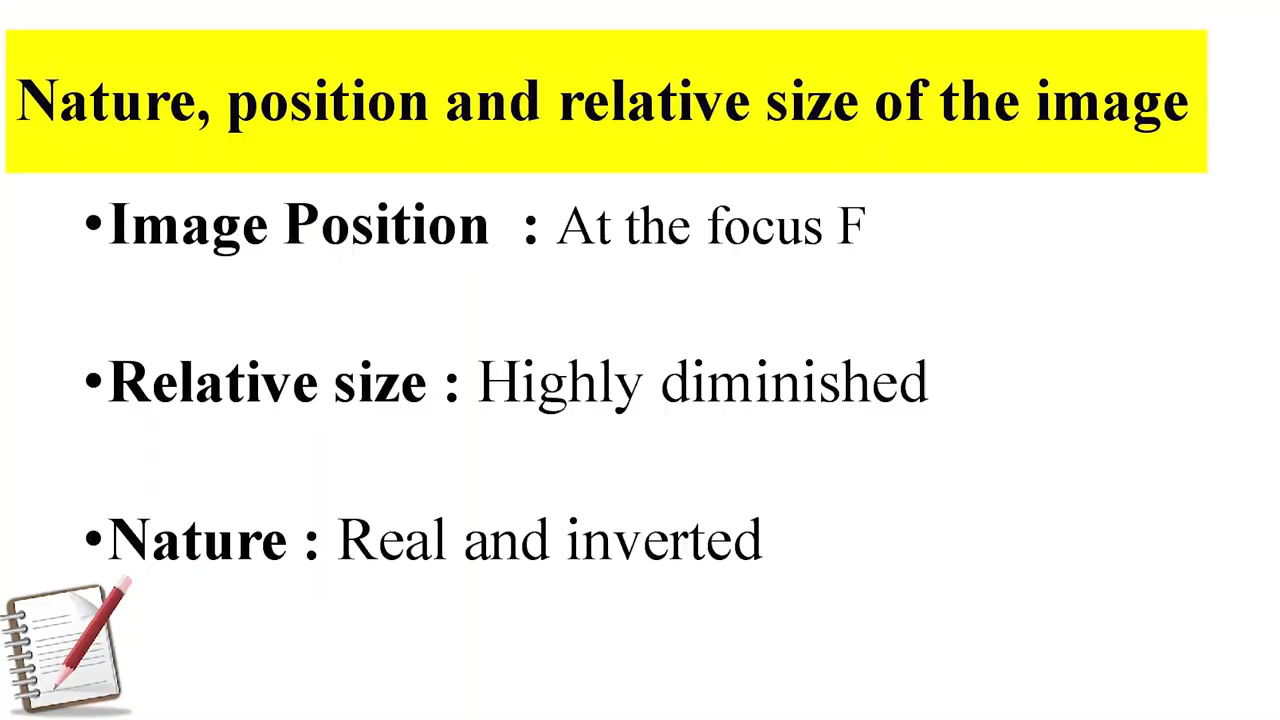 Nature, position and relative size of the image
•Image Position : At the focus F
•Relative size : Highly diminished
•Nature : Real and inverted